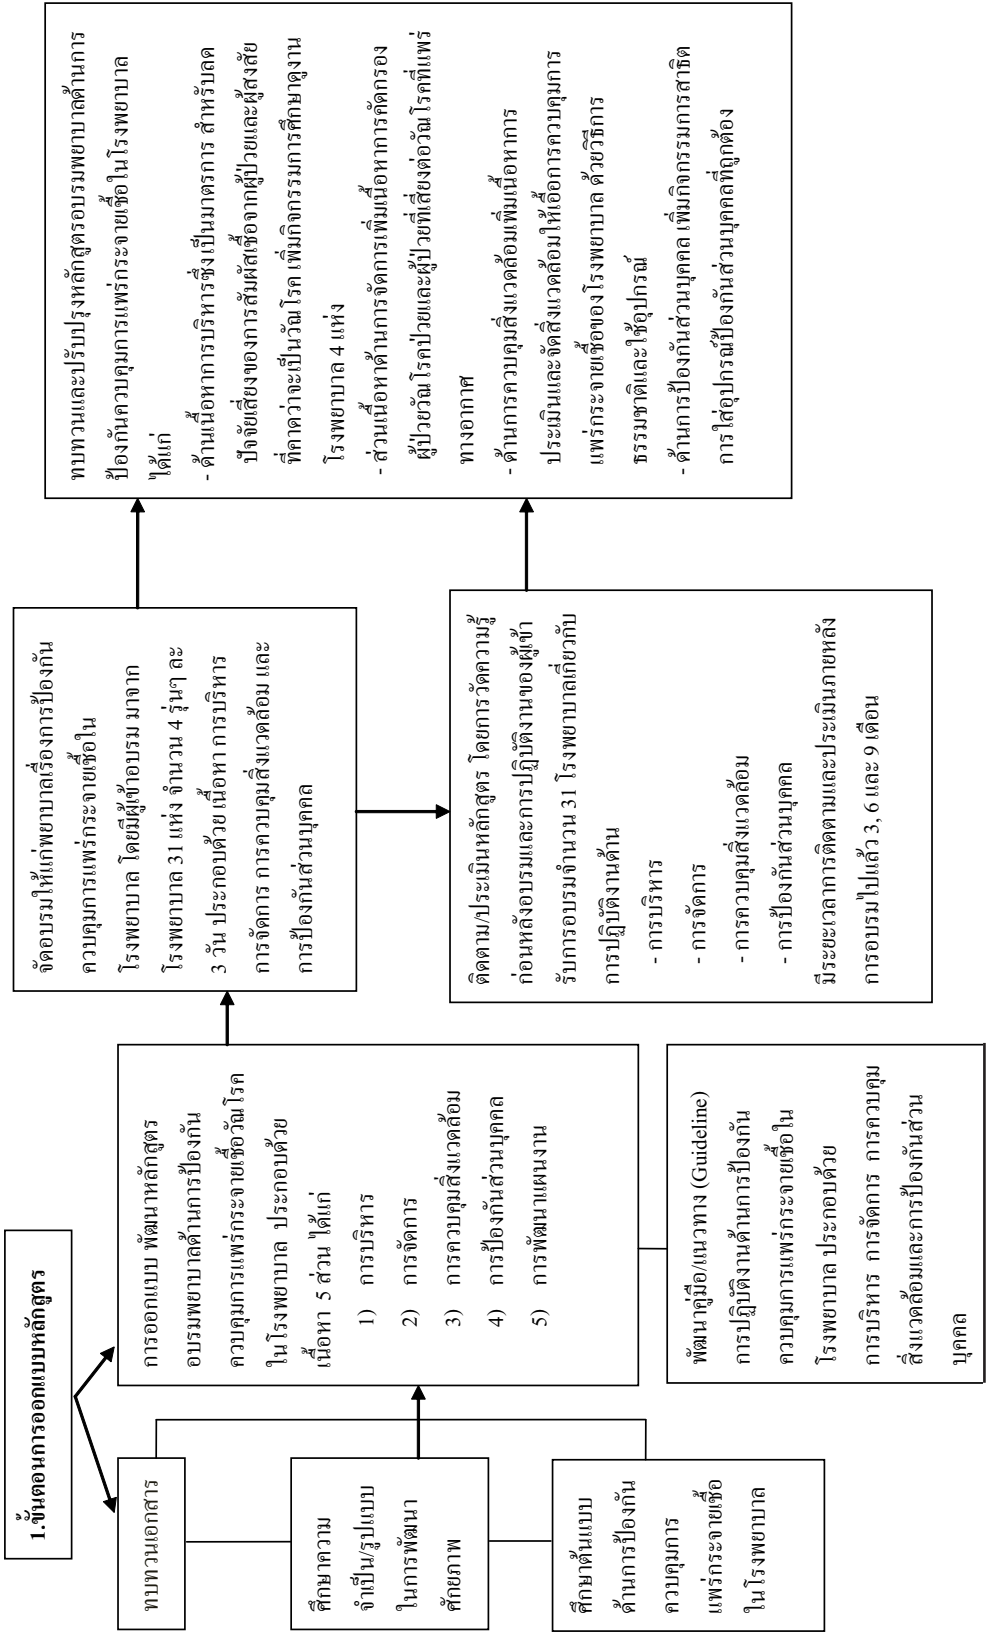 1.ขั้นตอนการออกแบบหลักสูตร
ทบทวนเอกสาร
ศึกษาความ
จำเป็น/รูปแบบ
ในการพัฒนา
ศักยภาพ
ศึกษาต้นแบบ
ด้านการป้องกัน
ควบคุมการ
แพร่กระจายเชื้อ
ในโรงพยาบาล
การออกแบบ พัฒนาหลักสูตร
อบรมพยาบาลด้านการป้องกัน
ควบคุมการแพร่กระจายเชื้อวัณโรค
ในโรงพยาบาล ประกอบด้วย
เนื้อหา 5 ส่วน ได้แก่
1) การบริหาร
2) การจัดการ
3) การควบคุมสิ่งแวดล้อม
4) การป้องกันส่วนบุคคล
5) การพัฒนาแผนงาน
พัฒนาคู่มือ/แนวทาง (Guideline)
การปฏิบัติงานด้านการป้องกัน
ควบคุมการแพร่กระจายเชื้อใน
โรงพยาบาล ประกอบด้วย
การบริหาร การจัดการ การควบคุม
สิ่งแวดล้อมและการป้องกันส่วน
บุคคล
จัดอบรมให้แก่พยาบาลเรื่องการป้องกัน
ควบคุมการแพร่กระจายเชื้อใน
โรงพยาบาล โดยมีผู้เข้าอบรม มาจาก
โรงพยาบาล 31 แห่ง จำนวน 4 รุ่นๆ ละ
3 วัน ประกอบด้วย เนื้อหา การบริหาร
การจัดการ การควบคุมสิ่งแวดล้อม และ
การป้องกันส่วนบุคคล
ติดตาม/ประเมินหลักสูตร โดยการวัดความรู้
ก่อนหลังอบรมและการปฏิบัติงานของผู้เข้า
รับการอบรมจำนวน 31 โรงพยาบาลเกี่ยวกับ
การปฏิบัติงานด้าน
- การบริหาร
- การจัดการ
- การควบคุมสิ่งแวดล้อม
- การป้องกันส่วนบุคคล
มีระยะเวลาการติดตามและประเมินภายหลัง
การอบรมไปแล้ว 3, 6 และ 9 เดือน
ทบทวนและปรับปรุงหลักสูตรอบรมพยาบาลด้านการ
ป้องกันควบคุมการแพร่กระจายเชื้อในโรงพยาบาล
ได้แก่
- ด้านเนื้อหาการบริหารซึ่งเป็นมาตรการ สำหรับลด
ปัจจัยเสี่ยงของการสัมผัสเชื้อจากผู้ป่วยและผู้สงสัย
ที่คาดว่าจะเป็นวัณโรค เพิ่มกิจกรรมการศึกษาดูงาน
โรงพยาบาล 4 แห่ง
- ส่วนเนื้อหาด้านการจัดการเพิ่มเนื้อหาการคัดกรอง
ผู้ป่วยวัณโรคป่วยและผู้ป่วยที่เสี่ยงต่อวัณโรคที่แพร่
ทางอากาศ
- ด้านการควบคุมสิ่งแวดล้อมเพิ่มเนื้อหาการ
ประเมินและจัดสิ่งแวดล้อมให้เอื้อการควบคุมการ
แพร่กระจายเชื้อของโรงพยาบาล ด้วยวิธีการ
ธรรมชาติและใช้อุปกรณ์
- ด้านการป้องกันส่วนบุคคล เพิ่มกิจกรรมการสาธิต
การใส่อุปกรณ์ป้องกันส่วนบุคคลที่ถูกต้อง